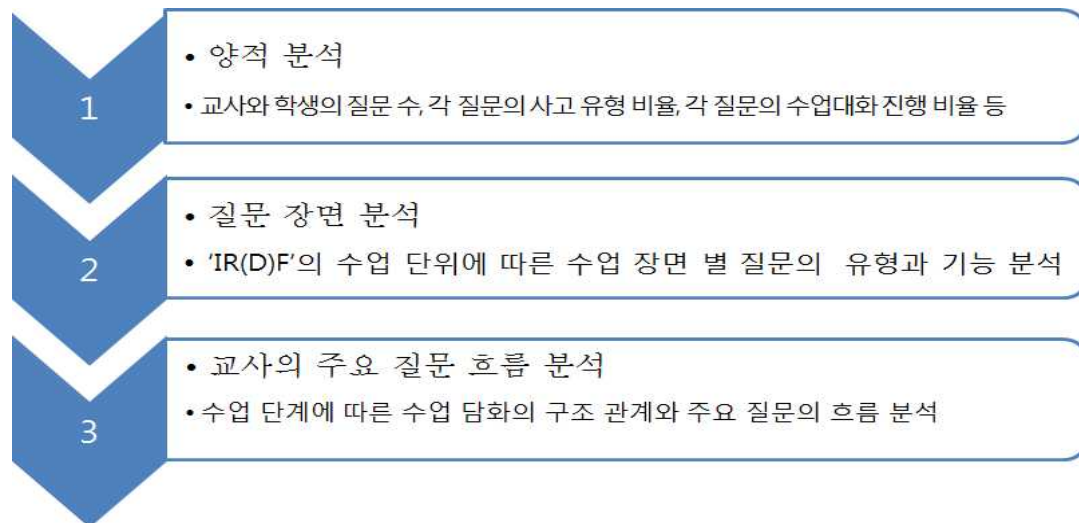 1
• 양적 분석
• 교사와 학생의 질문 수, 각 질문의 사고 유형 비율, 각 질문의 수업대화 진행 비율 등
2
• 질문 장면 분석
• 'IR(D)F'의 수업 단위에 따른 수업 장면 별 질문의 유형과 기능 분석
3
• 교사의 주요 질문 흐름 분석
• 수업 단계에 따른 수업 담화의 구조 관계와 주요 질문의 흐름 분석